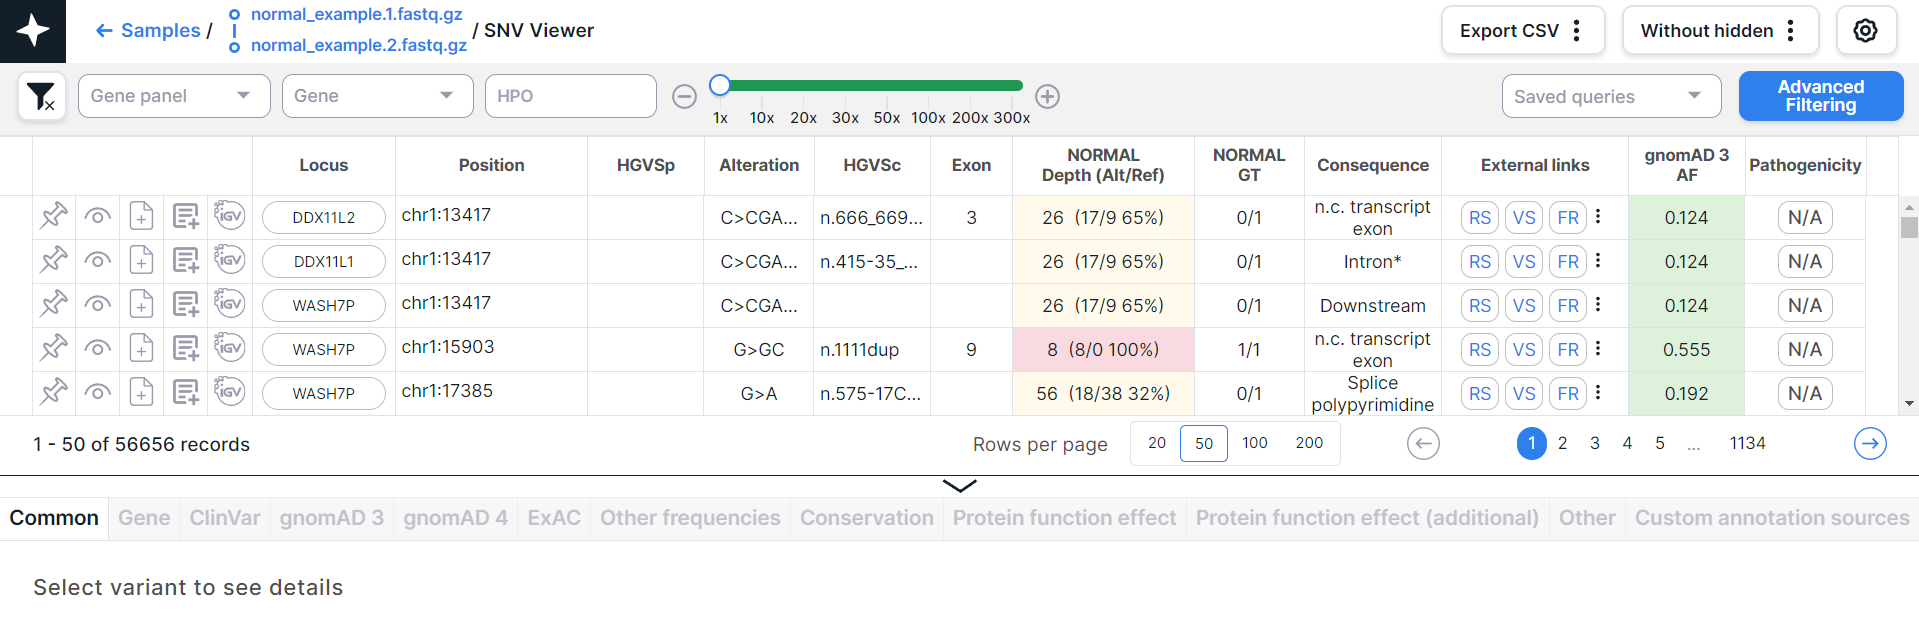 normal_example.1.fastq.gz
← Samples / normal_example.2.fastq.gz / SNV Viewer
Export CSV
Without hidden
Gene panel
Gene
HPO
1x 10x 20x 30x 50x 100x 200x 300x
Saved queries
Advanced
Filtering
Locus Position HGVSp Alteration HGVSc Exon NORMAL Depth (Alt/Ref) NORMAL GT Consequence External links gnomAD 3 AF Pathogenicity
IGV DDX11L2 chr1:13417 C>CGA... n.666_669... 3 26 (17/9 65%) 0/1 n.c. transcript exon RS VS FR 0.124 N/A
IGV DDX11L1 chr1:13417 C>CGA... n.415-35_... 26 (17/9 65%) 0/1 Intron* RS VS FR 0.124 N/A
IGV WASH7P chr1:13417 C>CGA... 26 (17/9 65%) 0/1 Downstream RS VS FR 0.124 N/A
IGV WASH7P chr1:15903 G>GC n.1111dup 9 8 (8/0 100%) 1/1 n.c. transcript exon RS VS FR 0.555 N/A
IGV WASH7P chr1:17385 G>A n.575-17C... 56 (18/38 32%) 0/1 Splice polypyrimidine RS VS FR 0.192 N/A
1 - 50 of 56656 records
Rows per page 20 50 100 200
← 1 2 3 4 5 ... 1134 →
Common Gene ClinVar gnomAD 3 gnomAD 4 ExAC Other frequencies Conservation Protein function effect Protein function effect (additional) Other Custom annotation sources
Select variant to see details